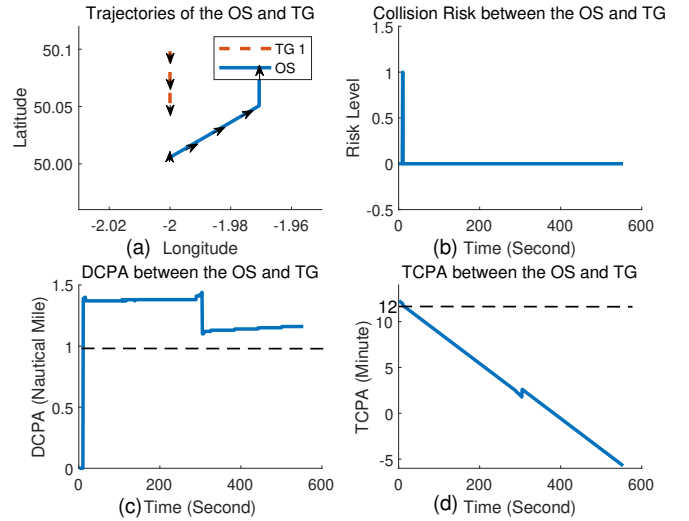 Trajectories of the OS and TG
50.1
50.05
50.00
Latitude
TG 1
OS
-2.02
-2
-1.98
-1.96
(a)
Longitude
Collision Risk between the OS and TG
1.5
1
0.5
0
-0.5
Risk Level
0
200
400
600
(b)
Time (Second)
DCPA between the OS and TG
1.5
1
0.5
0
DCPA (Nautical Mile)
0
200
400
600
(c)
Time (Second)
TCPA between the OS and TG
12
10
5
0
-5
TCPA (Minute)
0
200
400
600
(d)
Time (Second)